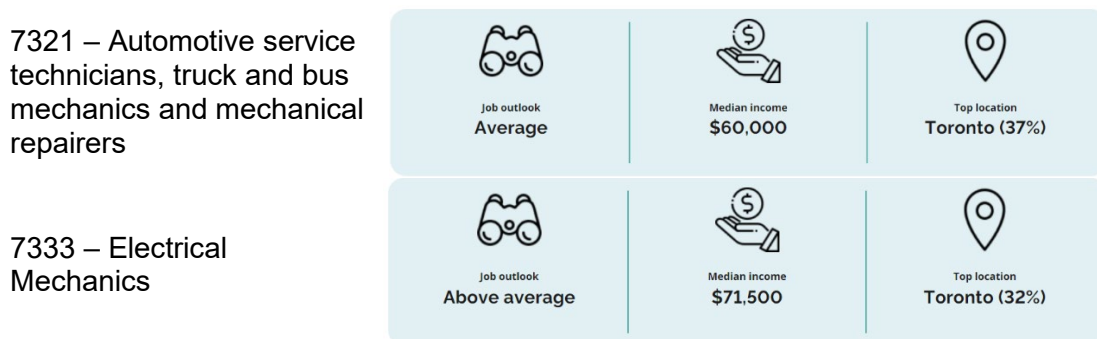 7321 – Automotive service
technicians, truck and bus
mechanics and mechanical
repairers
Job outlook
Average
Median income
$60,000
Top location
Toronto (37%)
7333 – Electrical
Mechanics
Job outlook
Above average
Median income
$71,500
Top location
Toronto (32%)